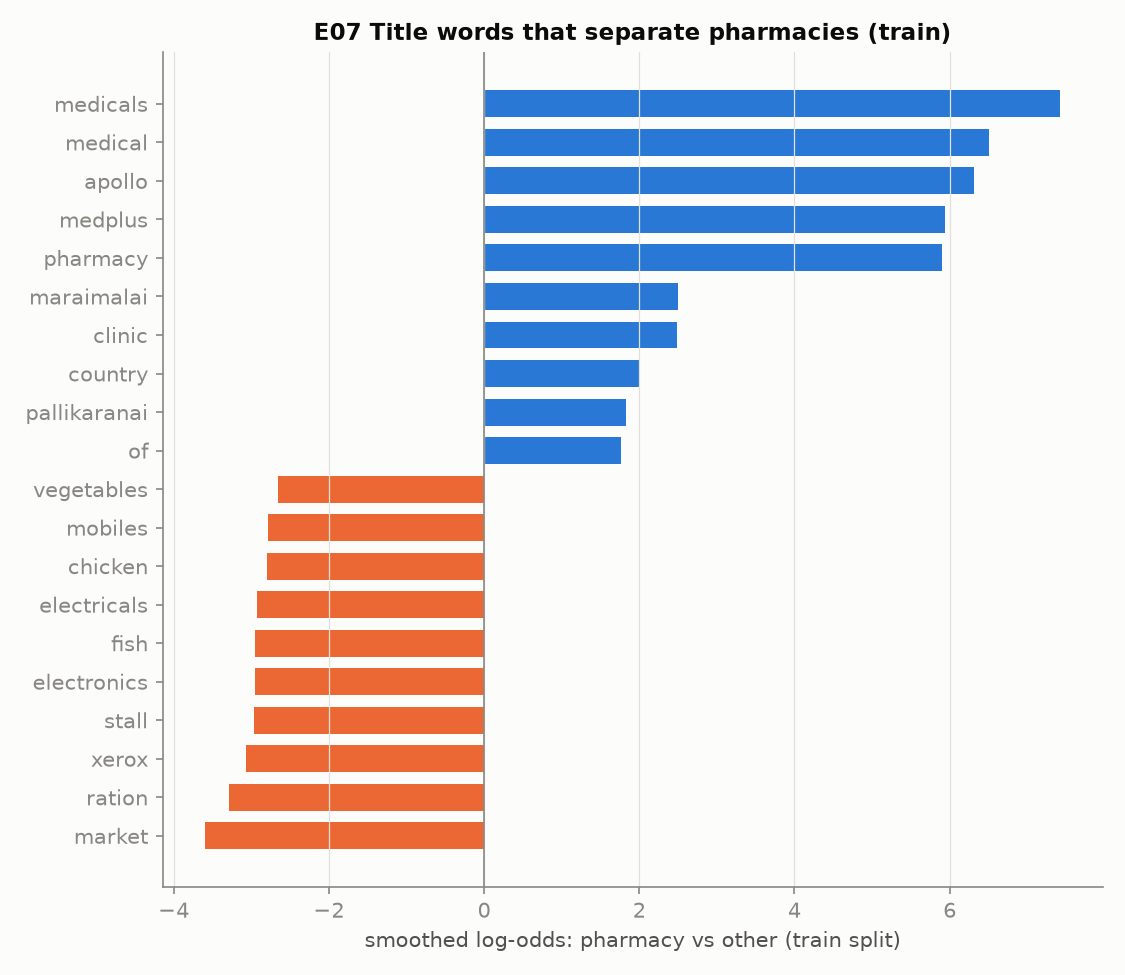 E07 Title words that separate pharmacies (train)
medicals
medical
apollo
medplus
pharmacy
maraimalai
clinic
country
pallikaranai
of
vegetables
mobiles
chicken
electricals
fish
electronics
stall
xerox
ration
market
−4 −2 0 2 4 6
smoothed log-odds: pharmacy vs other (train split)